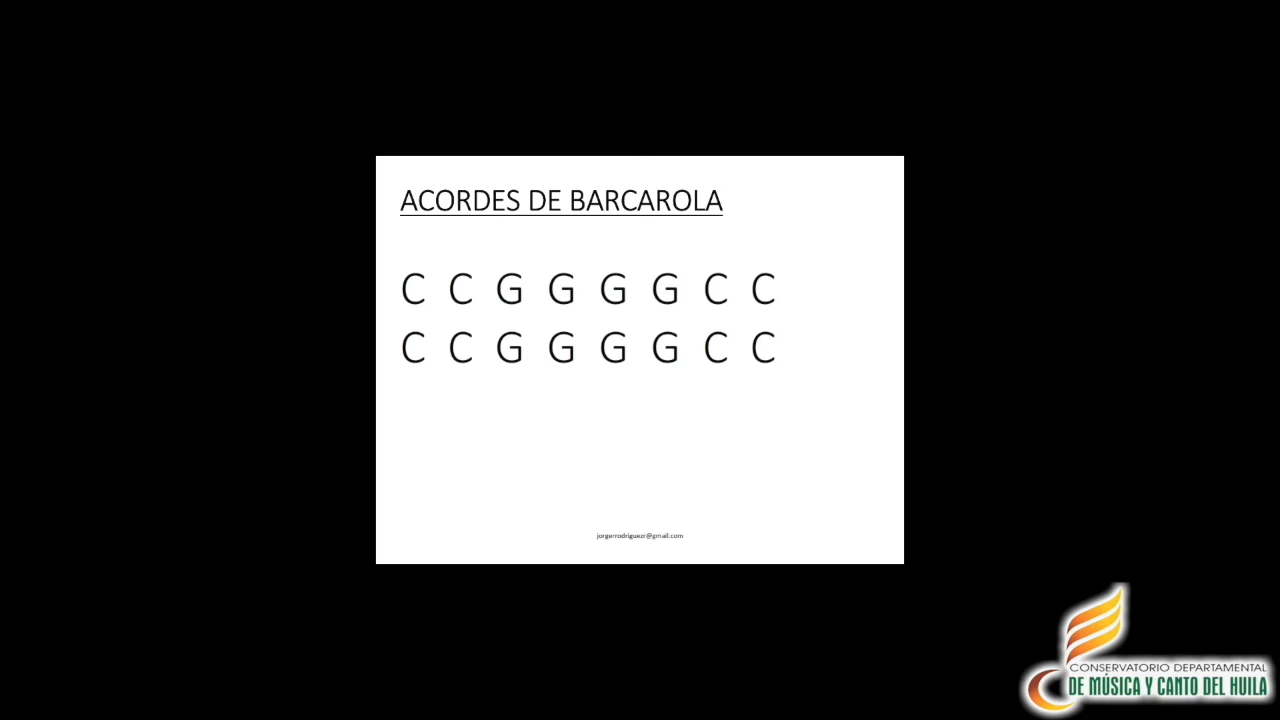 ACORDES DE BARCAROLA
C C G G G G C C
C C G G G G C C
jorgerrodriguezr@gmail.com
CONSERVATORIO DEPARTAMENTAL
DE MÚSICA Y CANTO DEL HUILA